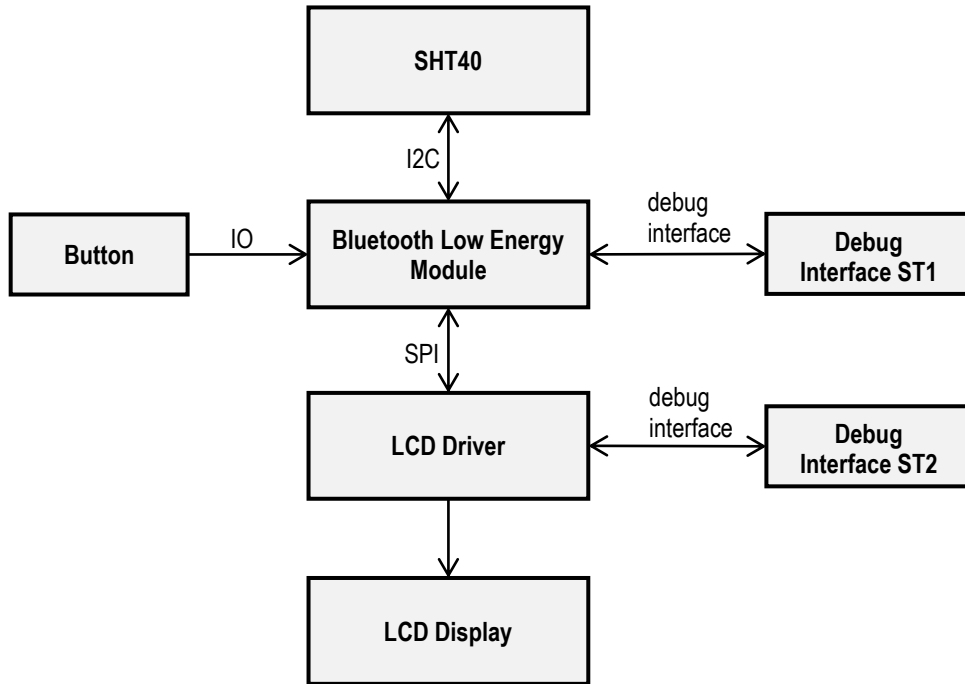 SHT40
I2C
Button
IO
Bluetooth Low Energy
Module
debug
interface
Debug
Interface ST1
SPI
LCD Driver
debug
interface
Debug
Interface ST2
LCD Display